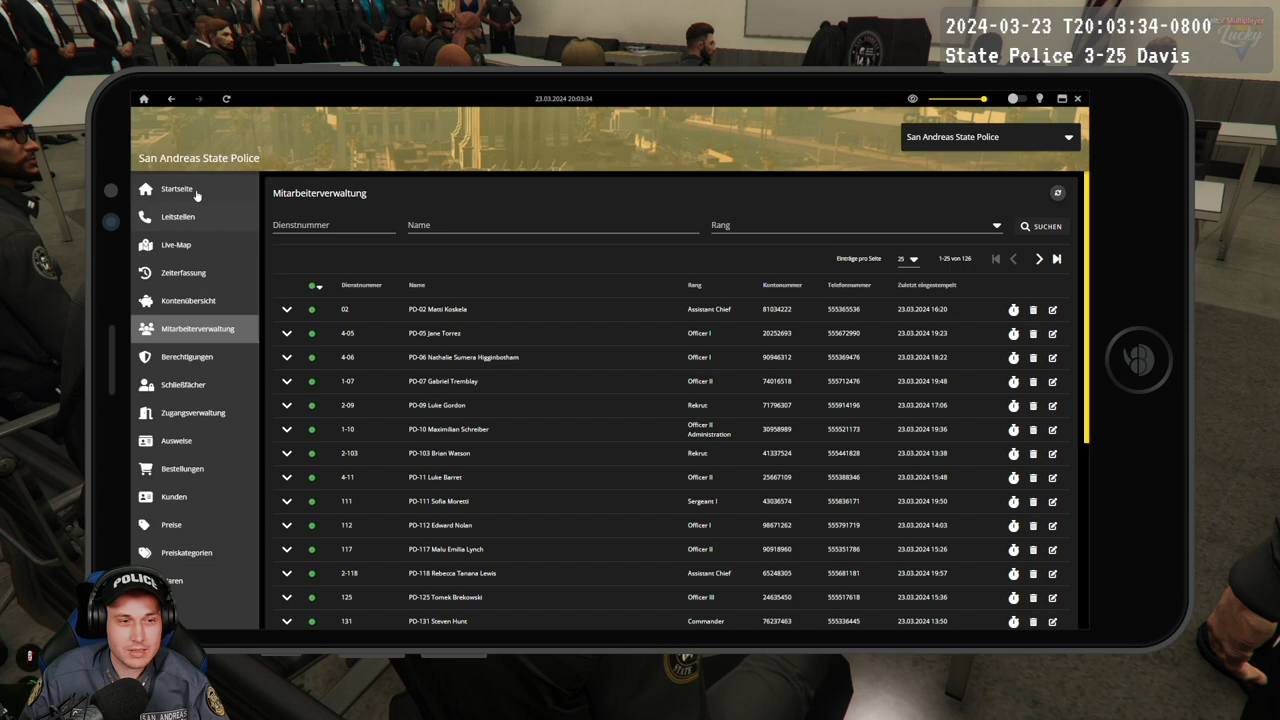 2024-03-23 T20:03:34-0800
State Police 3-25 Davis
Multiplayer
Lucky
23.03.2024 20:03:34
San Andreas State Police
San Andreas State Police
Startseite
Leitstellen
Live-Map
Zeiterfassung
Kontenübersicht
Mitarbeiterverwaltung
Berechtigungen
Schließfächer
Zugangsverwaltung
Ausweise
Bestellungen
Kunden
Preise
Preiskategorien
aren
Mitarbeiterverwaltung
Dienstnummer Name Rang SUCHEN
Einträge pro Seite 25 1-25 von 126
Dienstnummer Name Rang Kontonummer Telefonnummer Zuletzt eingestempelt
02 PD-02 Matti Koskela Assistant Chief 81034222 555365536 23.03.2024 16:20
4-05 PD-05 Jane Torrez Officer I 20252693 555672990 23.03.2024 19:23
4-06 PD-06 Nathalie Sumera Higginbotham Officer I 90946312 555369476 23.03.2024 18:22
1-07 PD-07 Gabriel Tremblay Officer II 74016518 555712476 23.03.2024 19:48
2-09 PD-09 Luke Gordon Rekrut 71796307 555914196 23.03.2024 17:06
1-10 PD-10 Maximilian Schreiber Officer II Administration 30958989 555521173 23.03.2024 19:36
2-103 PD-103 Brian Watson Rekrut 41337524 555441828 23.03.2024 13:38
4-11 PD-11 Luke Barret Officer II 25667109 555388346 23.03.2024 15:48
111 PD-111 Sofia Moretti Sergeant I 43036574 555836171 23.03.2024 19:50
112 PD-112 Edward Nolan Officer I 98671262 555791719 23.03.2024 14:03
117 PD-117 Malu Emilia Lynch Officer II 90918960 555351786 23.03.2024 15:26
2-118 PD-118 Rebecca Tanana Lewis Assistant Chief 65248305 555681181 23.03.2024 19:57
125 PD-125 Tomek Brekowski Officer III 24635450 555517618 23.03.2024 15:36
131 PD-131 Steven Hunt Commander 76237463 555336445 23.03.2024 13:50
POLICE
SAN ANDREAS
STATE